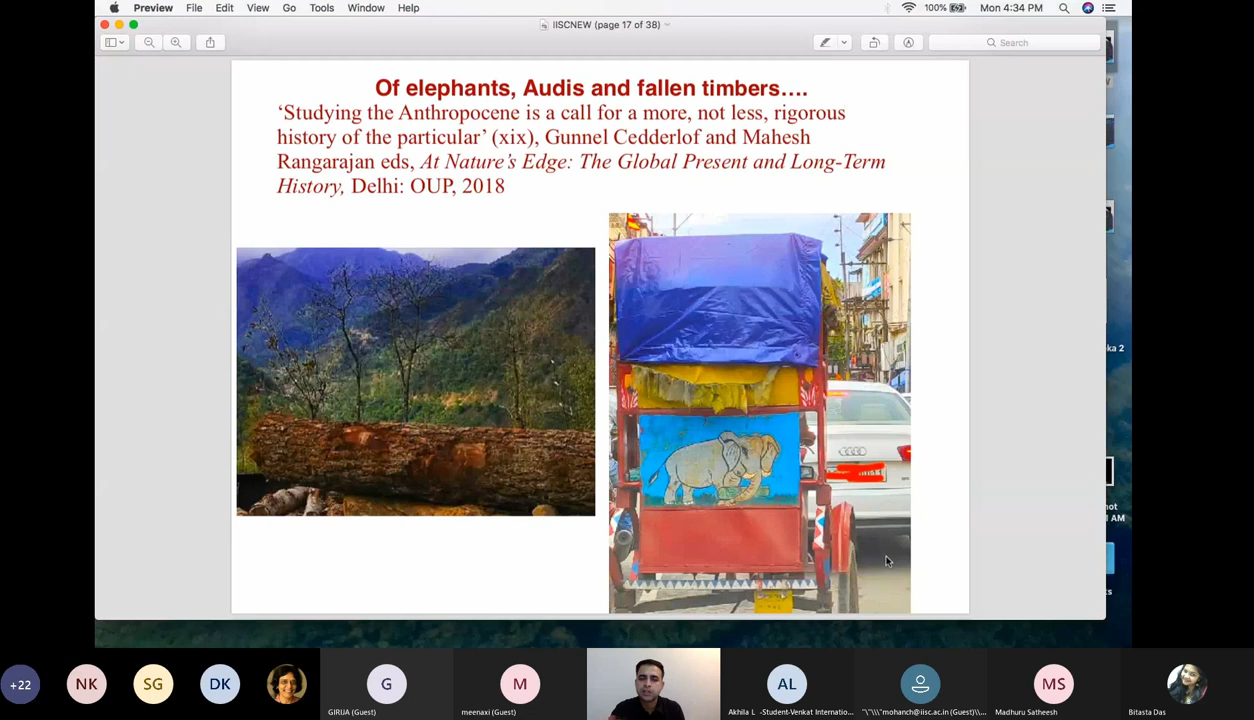 Preview File Edit View Go Tools Window Help
100%
Mon 4:34 PM
IISCNEW (page 17 of 38)
Search
Of elephants, Audis and fallen timbers….
‘Studying the Anthropocene is a call for a more, not less, rigorous
history of the particular’ (xix), Gunnel Cedderlof and Mahesh
Rangarajan eds, At Nature’s Edge: The Global Present and Long-Term
History, Delhi: OUP, 2018
ka 2
not
1 AM
ts
+22
NK
SG
DK
G
GIRIJA (Guest)
M
meenaxi (Guest)
AL
Akhila L -Student-Venkat Internatio...
"\"\\"mohanch@iisc.ac.in (Guest)\\...
MS
Madhuru Satheesh
Bitasta Das